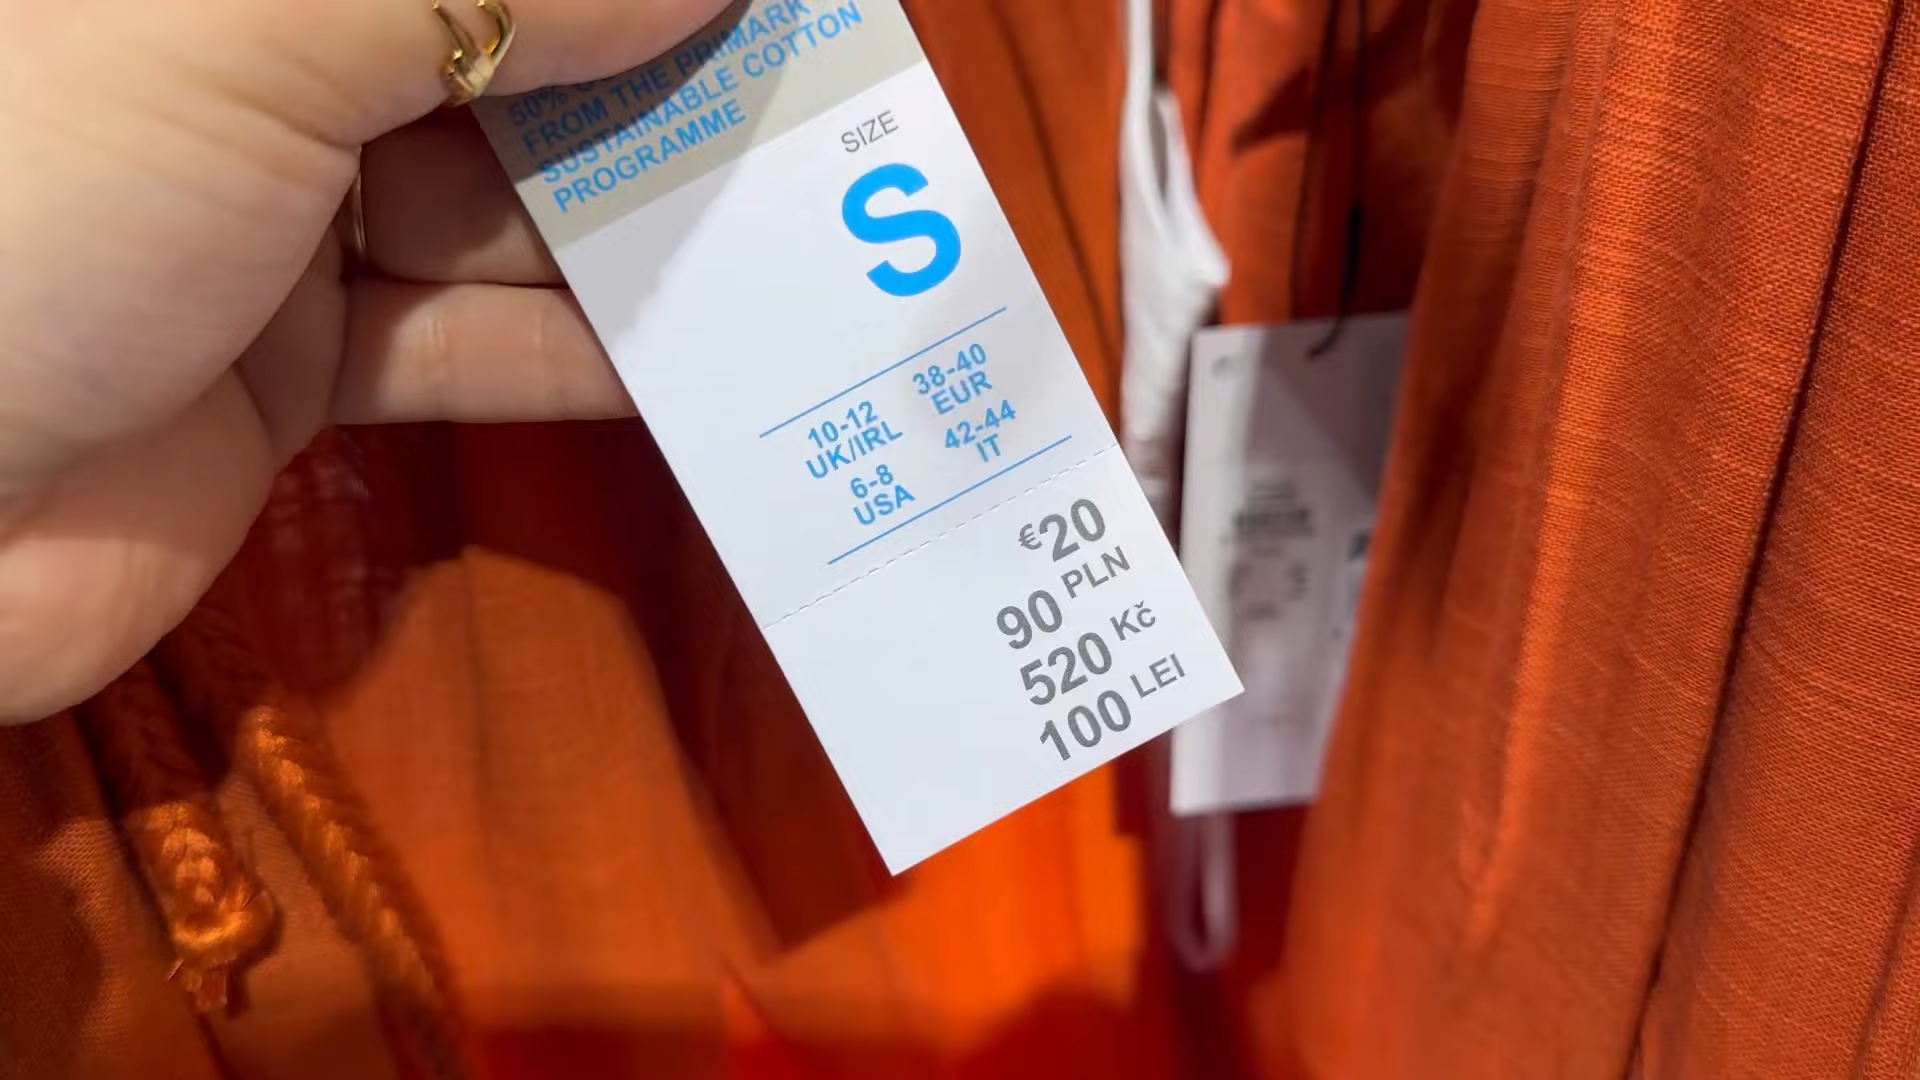 50%
FROM THE PRIMARK
SUSTAINABLE COTTON
PROGRAMME
SIZE
S
10-12
UK/IRL
38-40
EUR
6-8
USA
42-44
IT
€20
90 PLN
520 Kč
100 LEI